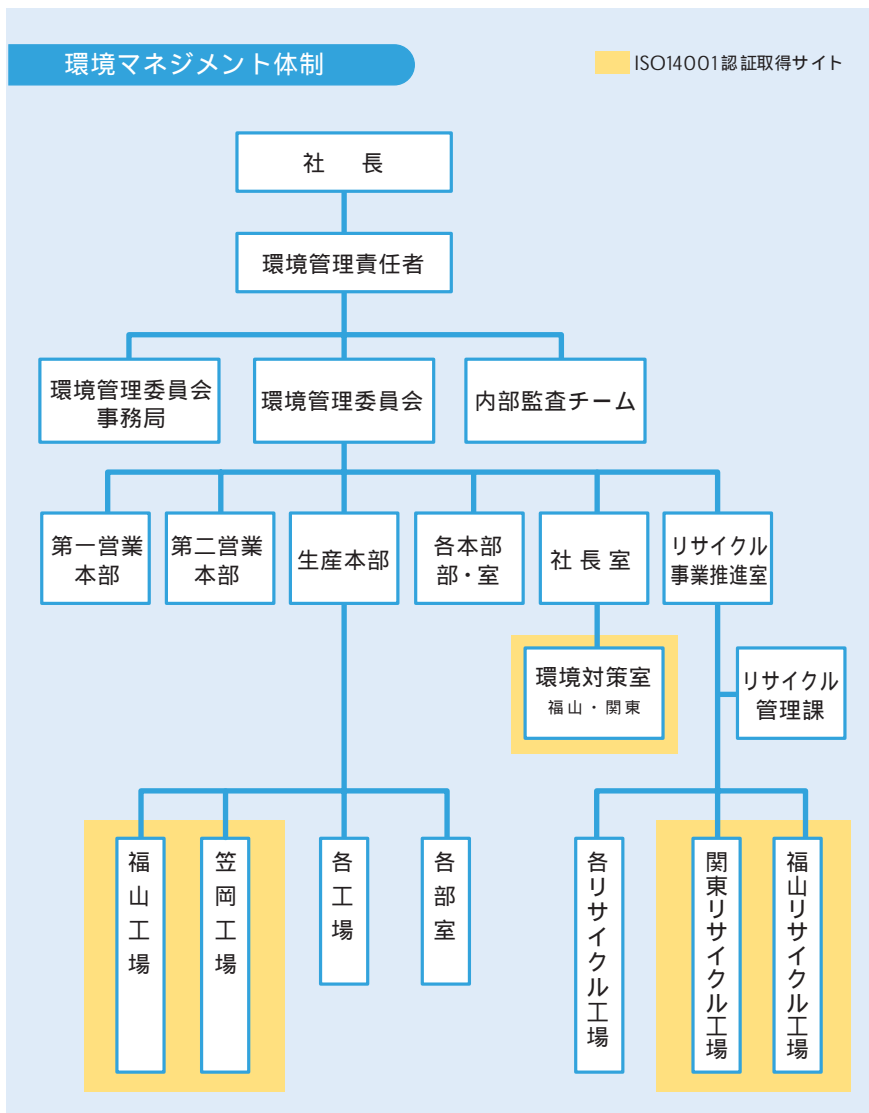 環境マネジメント体制
ISO14001認証取得サイト
社 長
環境管理責任者
環境管理委員会
事務局
環境管理委員会
内部監査チーム
第一営業
本部
第二営業
本部
生産本部
各本部
部・室
社長室
リサイクル
事業推進室
環境対策室
福山・関東
リサイクル
管理課
福山工場
笠岡工場
各工場
各部室
各リサイクル工場
関東リサイクル工場
福山リサイクル工場